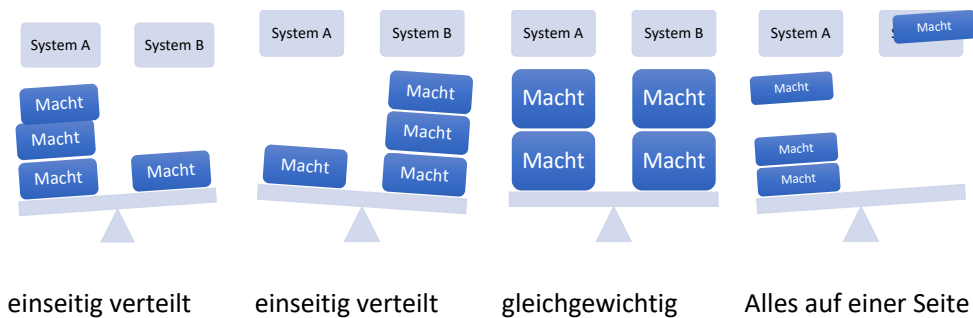 System A
System B
Macht
Macht
Macht
Macht
einseitig verteilt
System A
System B
Macht
Macht
Macht
Macht
einseitig verteilt
System A
System B
Macht
Macht
Macht
Macht
gleichgewichtig
System A
S
Macht
Macht
Macht
Macht
Alles auf einer Seite